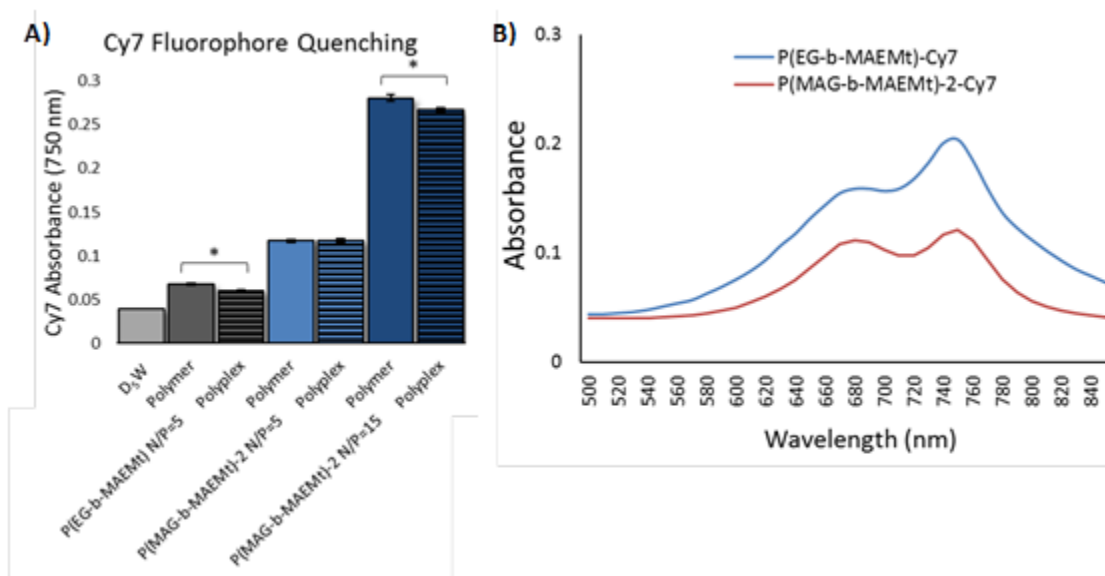 A)
Cy7 Fluorophore Quenching
Cy7 Absorbance (750 nm)
0.3
0.25
0.2
0.15
0.1
0.05
0
*
*
D₅W
Polymer
Polyplex
Polymer
Polyplex
Polymer
Polyplex
P(EG-b-MAEMt) N/P=5
P(MAG-b-MAEMt)-2 N/P=5
P(MAG-b-MAEMt)-2 N/P=15
B)
P(EG-b-MAEMt)-Cy7
P(MAG-b-MAEMt)-2-Cy7
Absorbance
0.3
0.2
0.1
0
500 520 540 560 580 600 620 640 660 680 700 720 740 760 780 800 820 840
Wavelength (nm)